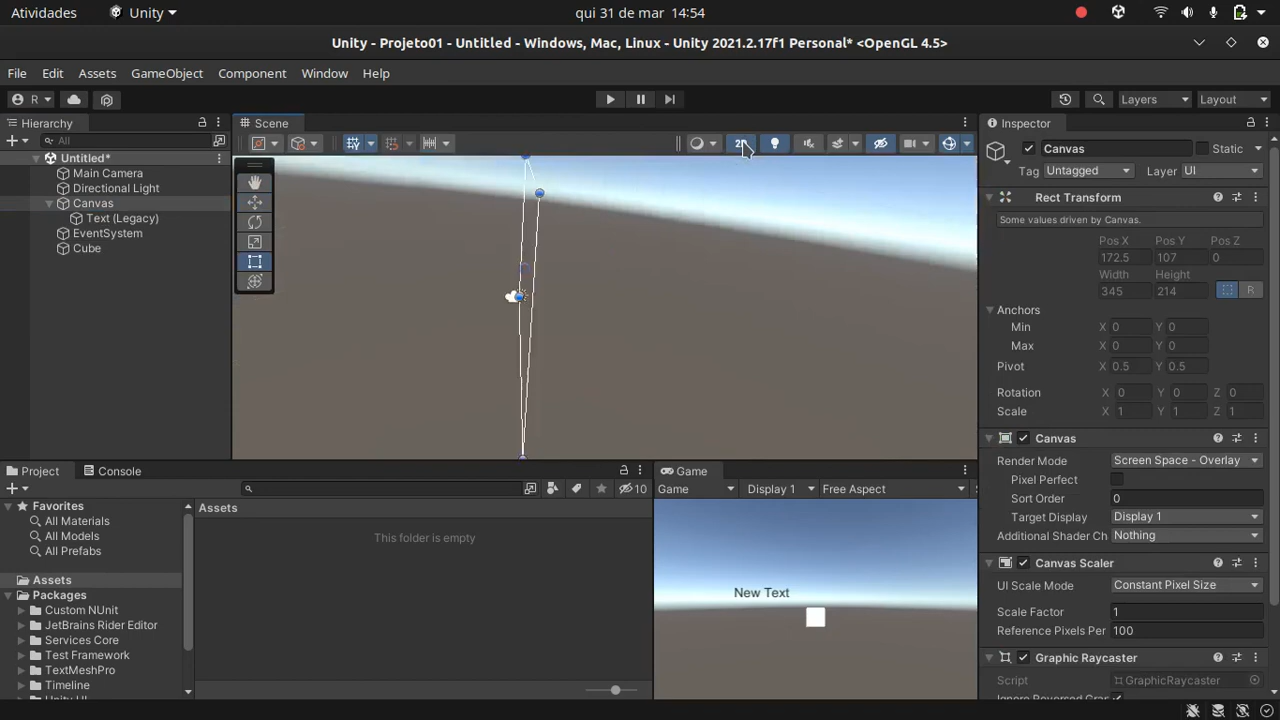 Atividades Unity qui 31 de mar 14:54
Unity - Projeto01 - Untitled - Windows, Mac, Linux - Unity 2021.2.17f1 Personal* <OpenGL 4.5>
File Edit Assets GameObject Component Window Help
R Layers Layout
Hierarchy
All
Untitled*
Main Camera
Directional Light
Canvas
Text (Legacy)
EventSystem
Cube
Scene
Inspector
Canvas Static
Tag Untagged Layer UI
Rect Transform
Some values driven by Canvas.
Pos X Pos Y Pos Z
172.5 107 0
Width Height
345 214 R
Anchors
Min X 0 Y 0
Max X 0 Y 0
Pivot X 0.5 Y 0.5
Rotation X 0 Y 0 Z 0
Scale X 1 Y 1 Z 1
Canvas
Render Mode Screen Space - Overlay
Pixel Perfect
Sort Order 0
Target Display Display 1
Additional Shader Ch Nothing
Canvas Scaler
UI Scale Mode Constant Pixel Size
Scale Factor 1
Reference Pixels Per 100
Graphic Raycaster
Script GraphicRaycaster
Project Console
10
Favorites
All Materials
All Models
All Prefabs
Assets
Packages
Custom NUnit
JetBrains Rider Editor
Services Core
Test Framework
TextMeshPro
Timeline
Assets
This folder is empty
Game
Game Display 1 Free Aspect
New Text